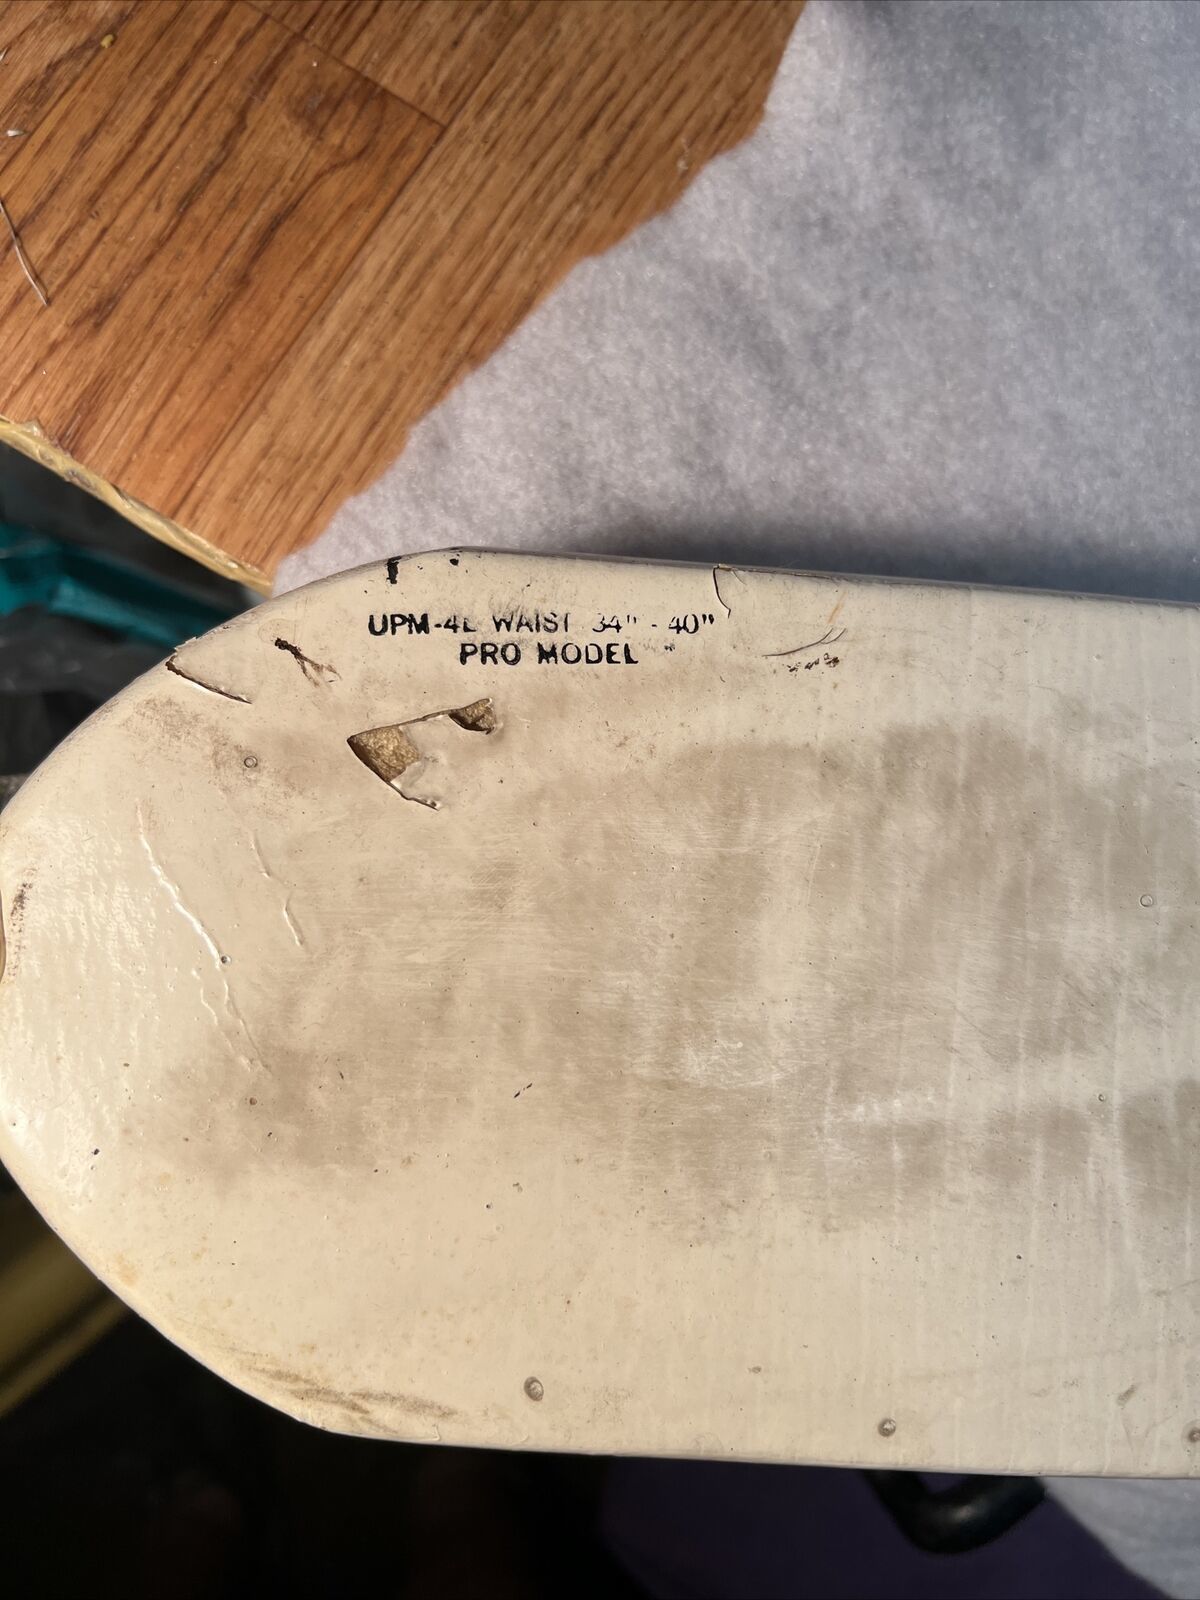 UPM-4L WAIST 34" - 40"
PRO MODEL